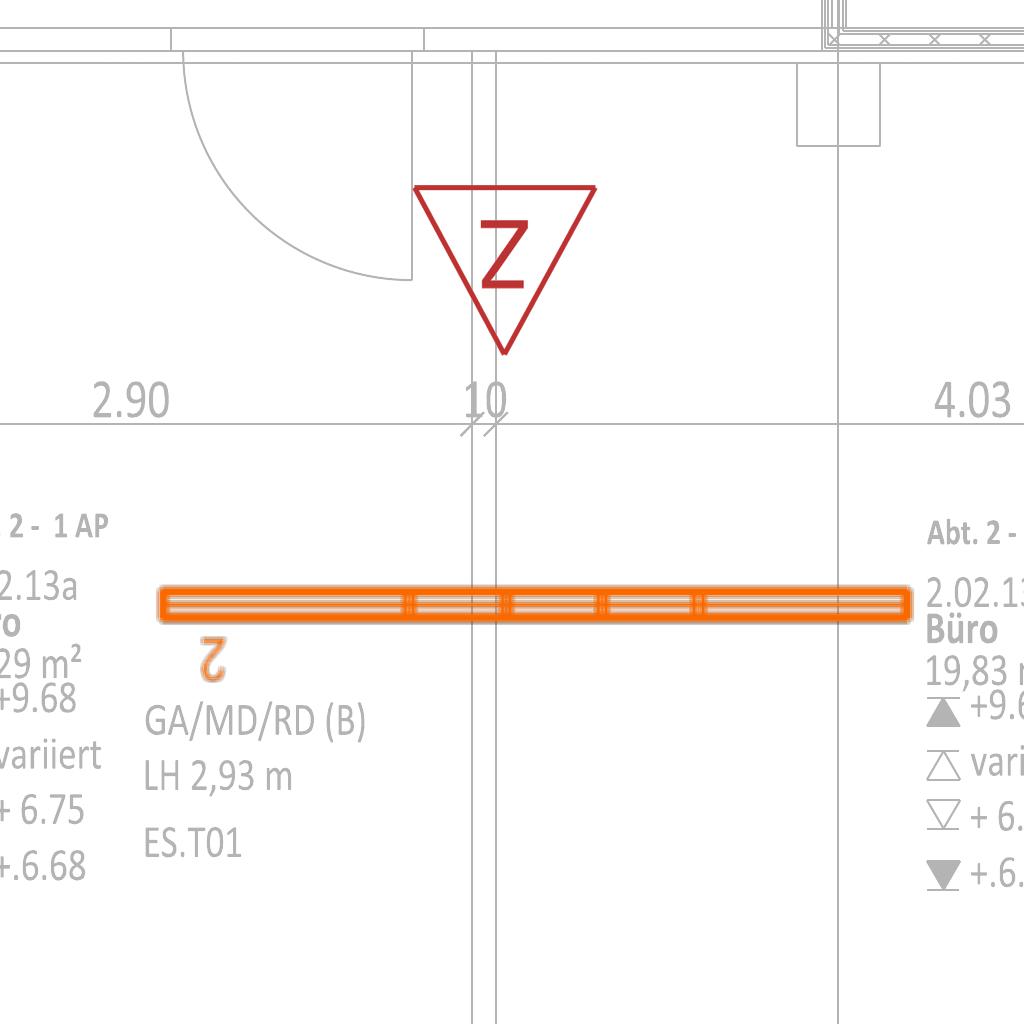 Z
2.90
10
4.03
2 - 1 AP
Abt. 2 -
2.13a
2.02.13
Büro
29 m²
19,83
+9.68
+9.6
variiert
vari
+ 6.75
+ 6.
+.6.68
+.6.
2
GA/MD/RD (B)
LH 2,93 m
ES.T01